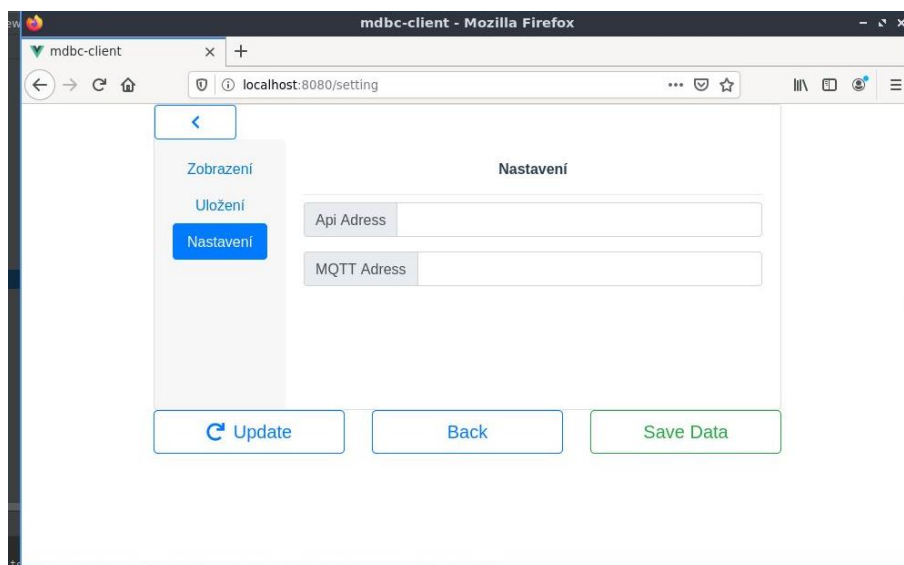 mdbc-client - Mozilla Firefox
mdbc-client
localhost:8080/setting
Zobrazení
Uložení
Nastavení
Nastavení
Api Adress
MQTT Adress
Update
Back
Save Data